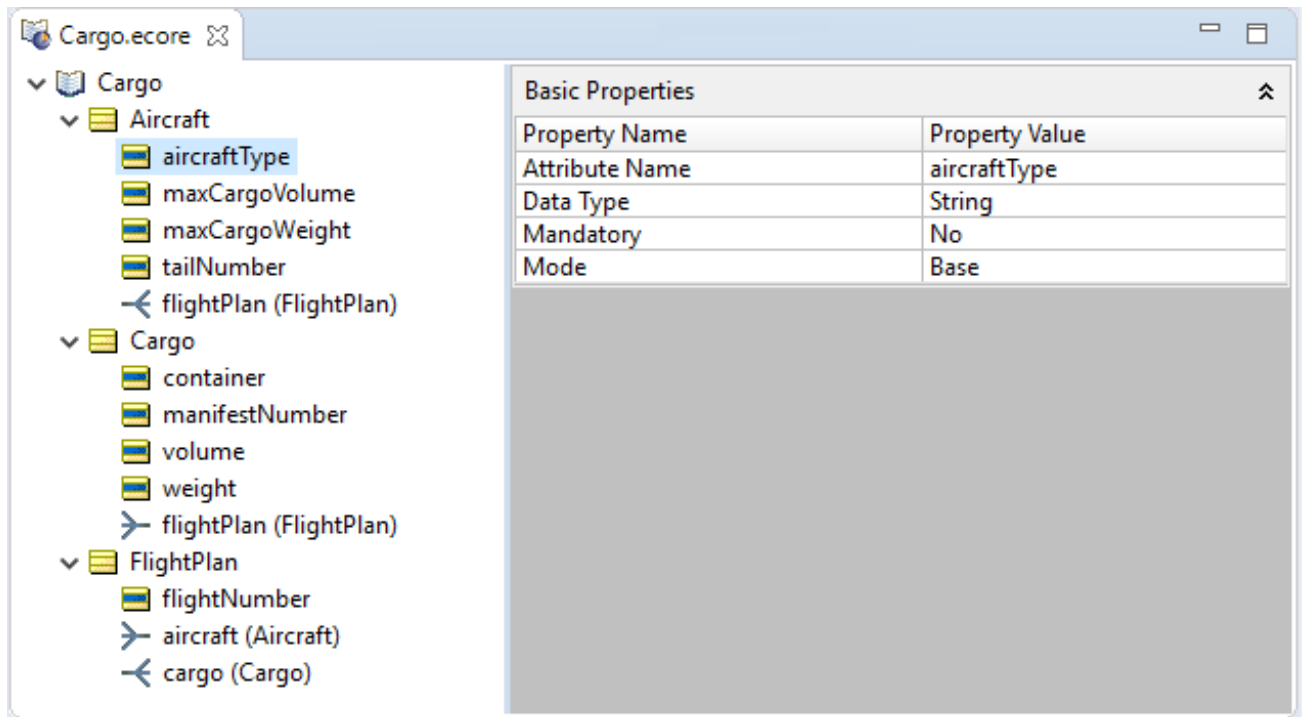 Cargo.ecore
Cargo
Aircraft
aircraftType
maxCargoVolume
maxCargoWeight
tailNumber
flightPlan (FlightPlan)
Cargo
container
manifestNumber
volume
weight
flightPlan (FlightPlan)
FlightPlan
flightNumber
aircraft (Aircraft)
cargo (Cargo)
Basic Properties
Property Name Property Value
Attribute Name aircraftType
Data Type String
Mandatory No
Mode Base